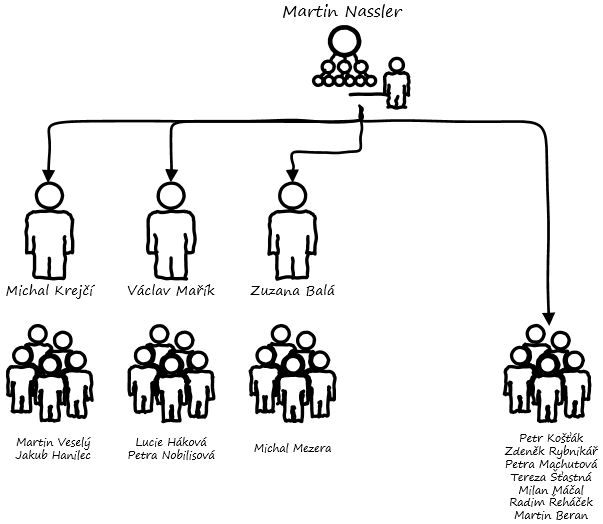 Martin Nassler
Michal Krejčí
Václav Mařík
Zuzana Balá
Martin Veselý
Jakub Hanilec
Lucie Háková
Petra Nobilisová
Michal Mezera
Petr Košťák
Zdeněk Rybnikář
Petra Machutová
Tereza Šťastná
Milan Máčal
Radim Řeháček
Martin Beran